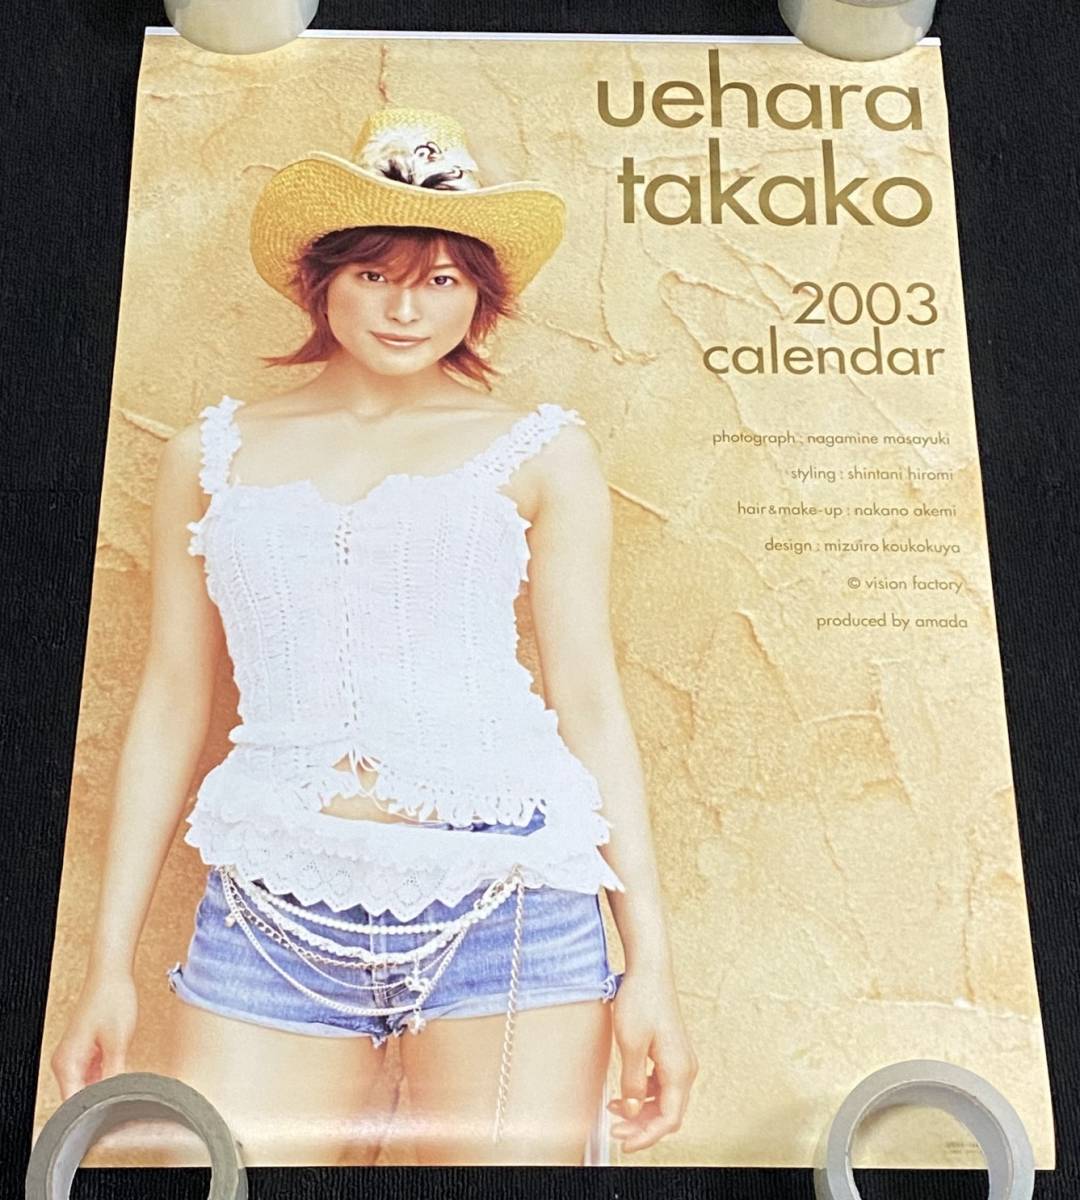 uehara
takako
2003
calendar
photograph : nagamine masayuki
styling : shintani hiromi
hair&make-up : nakano akemi
design : mizuiro koukokuya
© vision factory
produced by amada